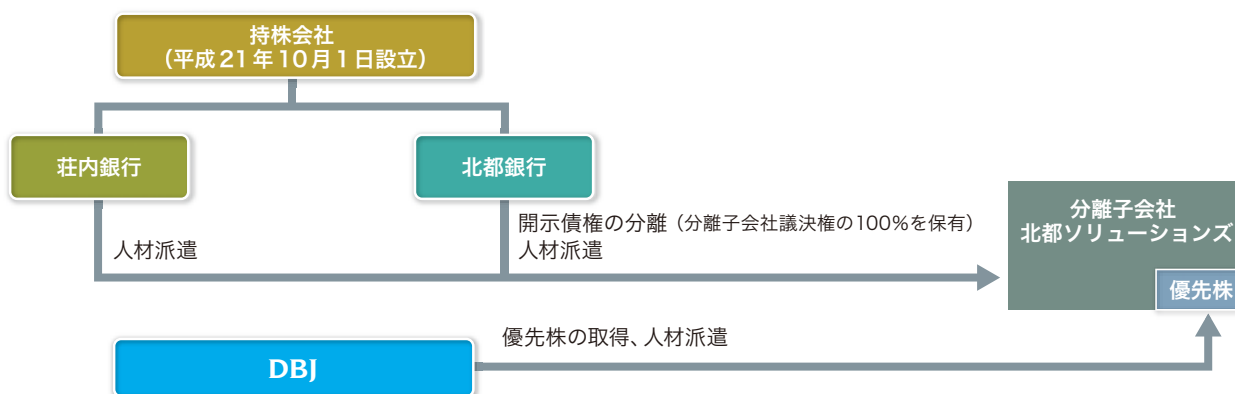 持株会社
（平成21年10月1日設立）
荘内銀行
北都銀行
人材派遣
開示債権の分離（分離子会社議決権の100%を保有）
人材派遣
分離子会社
北都ソリューションズ
優先株
優先株の取得、人材派遣
DBJ